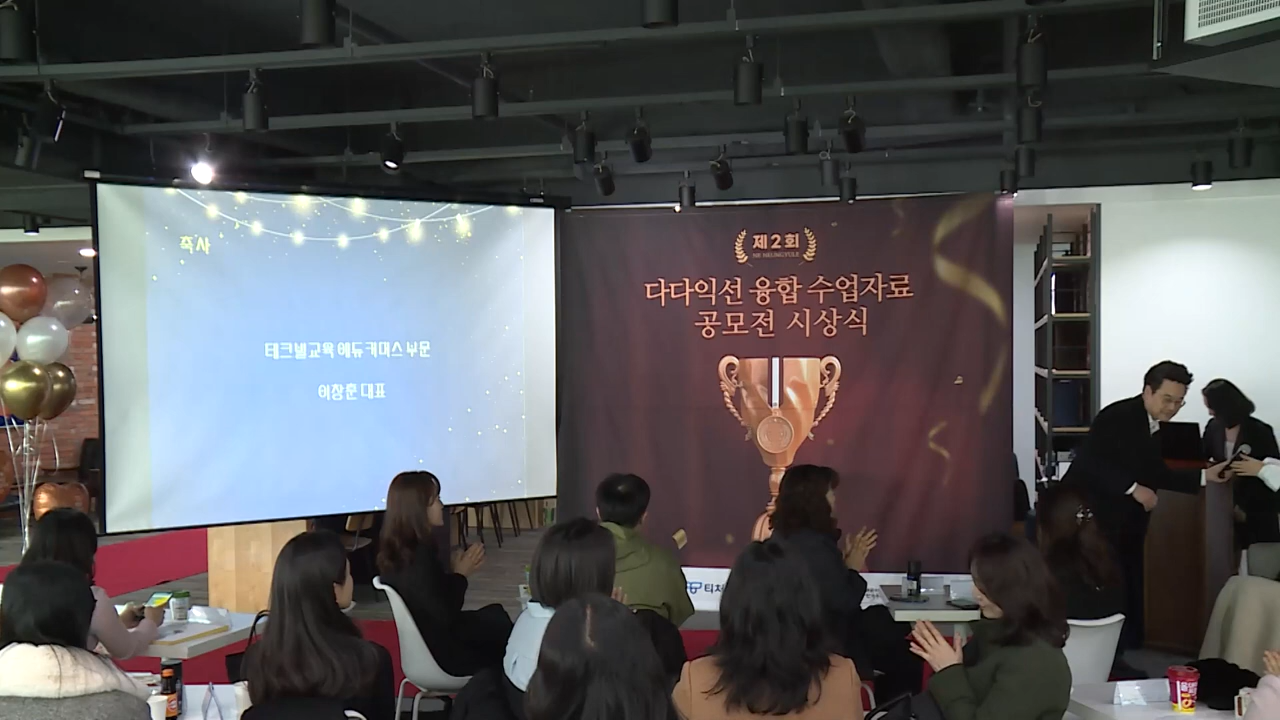 축사
테크빌교육 에듀커머스 부문
이창훈 대표
제2회
다다익선 융합 수업자료
공모전 시상식
티처